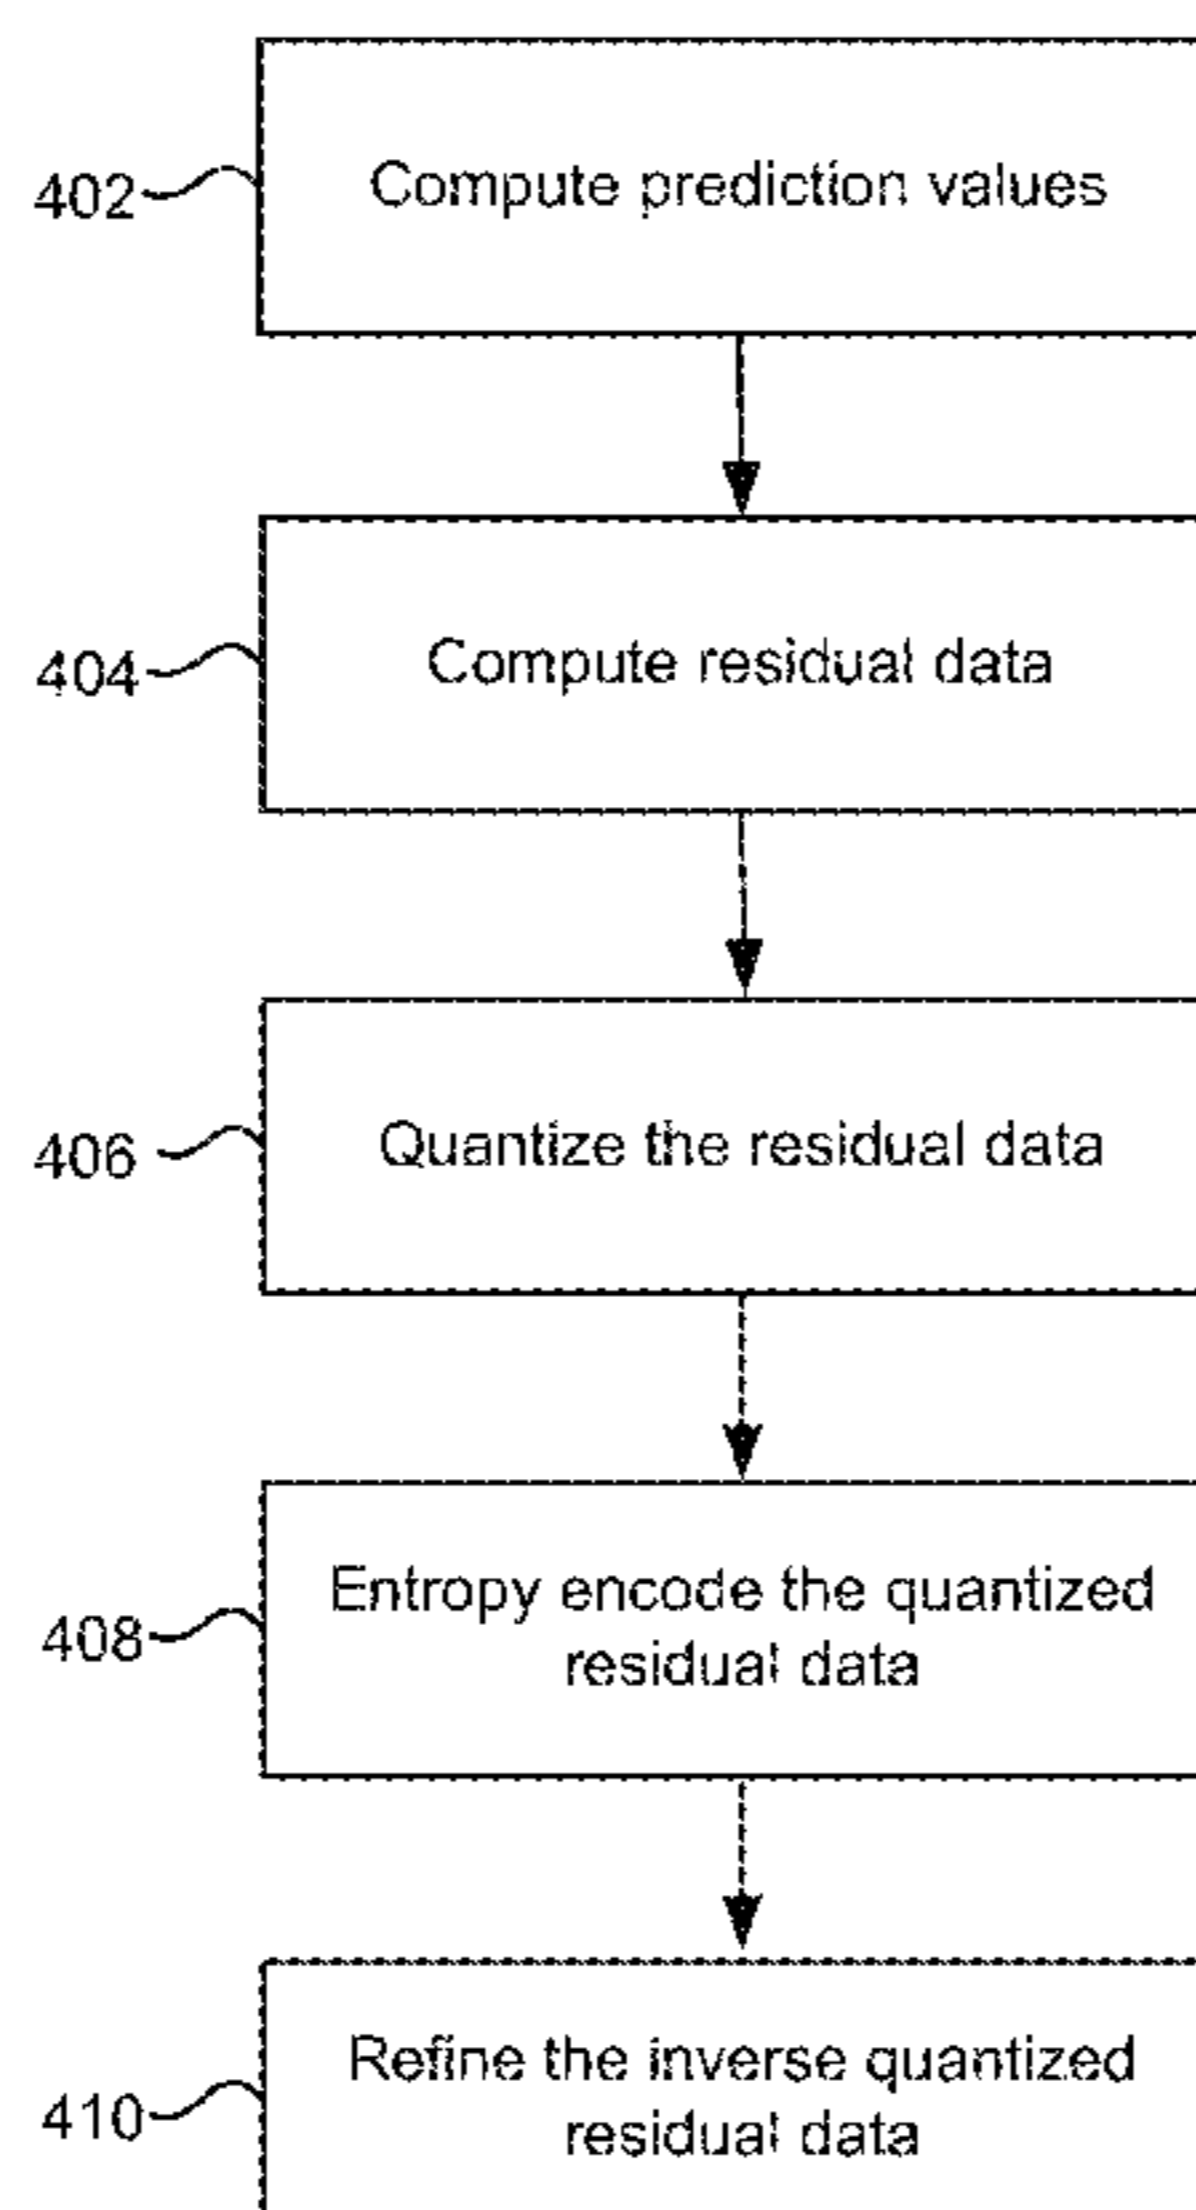 402
Compute prediction values
404
Compute residual data
406
Quantize the residual data
408
Entropy encode the quantized
residual data
410
Refine the inverse quantized
residual data